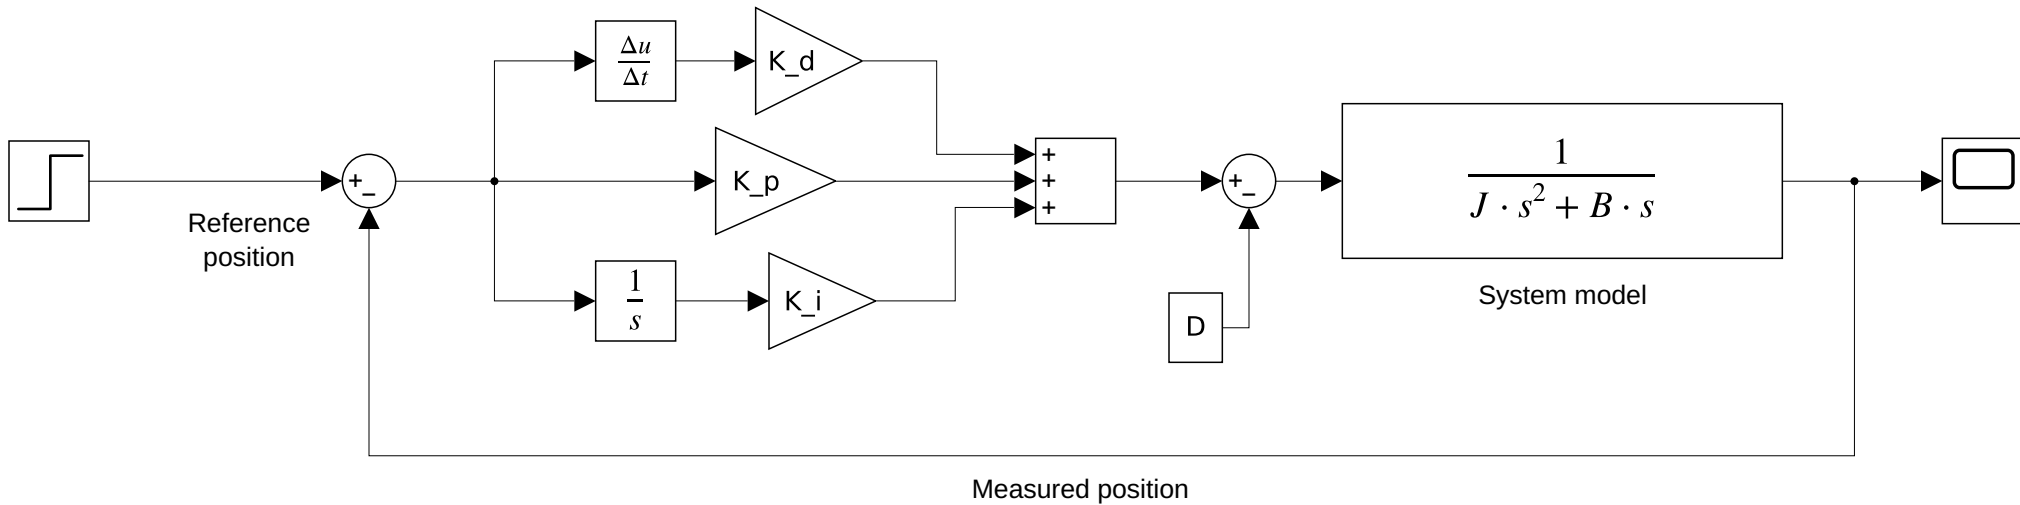 Δu
Δt
K_d
+
−
Reference
position
K_p
1
s
K_i
+
+
+
+
−
D
1
J · s² + B · s
System model
Measured position